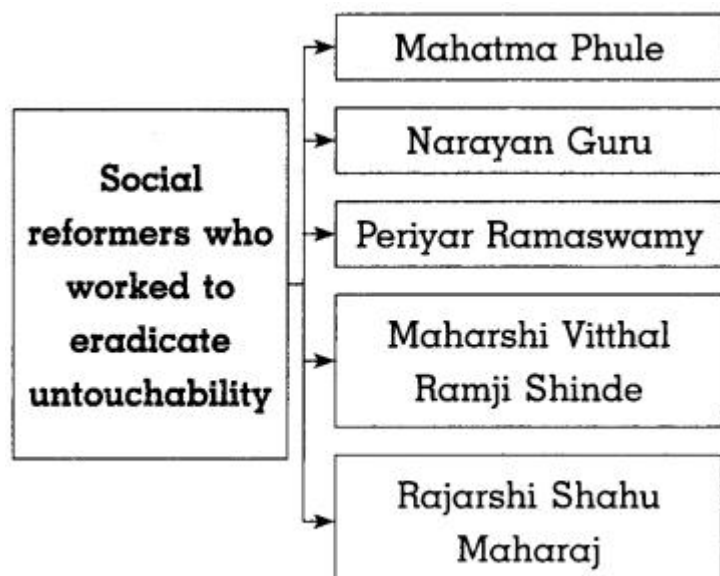 Social
reformers who
worked to
eradicate
untouchability
Mahatma Phule
Narayan Guru
Periyar Ramaswamy
Maharshi Vitthal
Ramji Shinde
Rajarshi Shahu
Maharaj